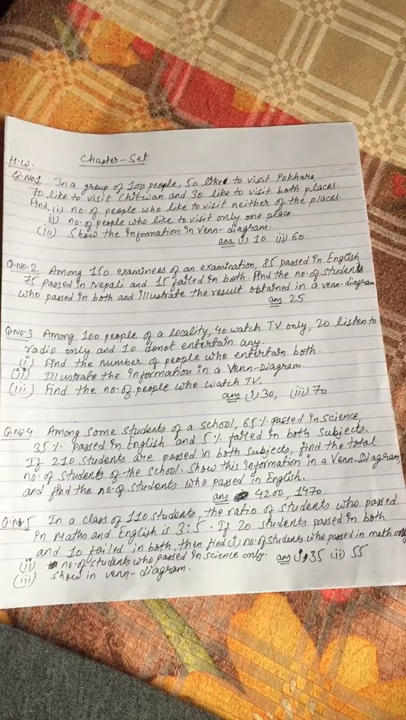 H.W. Chapter-Set
Q.No.1 In a group of 100 people, 50 like to visit Pokhara,
70 like to visit Chitwan and 30 like to visit both places.
Find, (i) no. of people who like to visit neither of the places.
(ii) no. of people who like to visit only one place
(iii) Show the information in Venn-diagram.
ans (i) 10 (ii) 60
Q.No.2 Among 150 examinees of an examination, 85 passed in English
75 passed in Nepali and 15 failed in both. Find the no. of students
who passed in both and illustrate the result obtained in a venn-diagram
ans 25
Q.No.3 Among 100 people of a locality, 40 watch TV only, 20 listen to
radio only and 10 donot entertain any.
(i) Find the number of people who entertain both
(ii) Illustrate the information in a Venn-Diagram
(iii) Find the no. of people who watch TV.
ans (i) 30, (iii) 70
Q.No.4 Among some students of a school, 65% passed in science,
35% passed in English and 5% failed in both subjects.
If 210 students are passed in both subjects, find the total
no. of students of the school. Show this information in a Venn-Diagram,
and find the no. of students who passed in English.
ans 4200, 1470
Q.No.5 In a class of 110 students, the ratio of students who passed
in Maths and English is 3:5. If 20 students passed in both
and 10 failed in both, then find (i) no. of students who passed in math only
(ii) no. of students who passed in science only. ans (i) 35 (ii) 55
(iii) Show in venn-diagram.